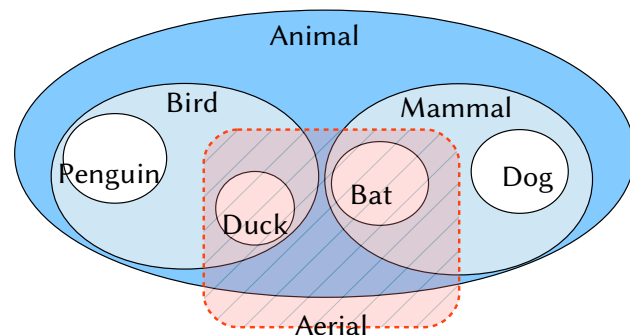 Animal
Bird
Mammal
Penguin
Duck
Bat
Dog
Aerial